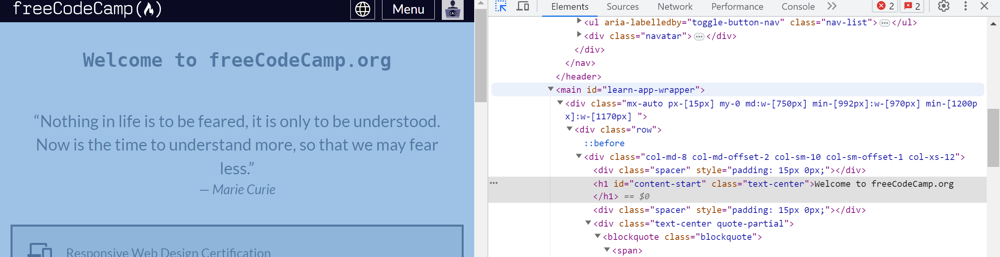 freeCodeCamp(🔥)
Menu
Welcome to freeCodeCamp.org
“Nothing in life is to be feared, it is only to be understood.
Now is the time to understand more, so that we may fear
less.”
— Marie Curie
Responsive Web Design Certification
Elements Sources Network Performance Console 2 2
<ul aria-labelledby="toggle-button-nav" class="nav-list">…</ul>
<div class="navatar">…</div>
</div>
</nav>
</header>
<main id="learn-app-wrapper">
<div class="mx-auto px-[15px] my-0 md:w-[750px] min-[992px]:w-[970px] min-[1200p
x]:w-[1170px] ">
<div class="row">
::before
<div class="col-md-8 col-md-offset-2 col-sm-10 col-sm-offset-1 col-xs-12">
<div class="spacer" style="padding: 15px 0px;"></div>
<h1 id="content-start" class="text-center">Welcome to freeCodeCamp.org
</h1> == $0
<div class="spacer" style="padding: 15px 0px;"></div>
<div class="text-center quote-partial">
<blockquote class="blockquote">
<span>